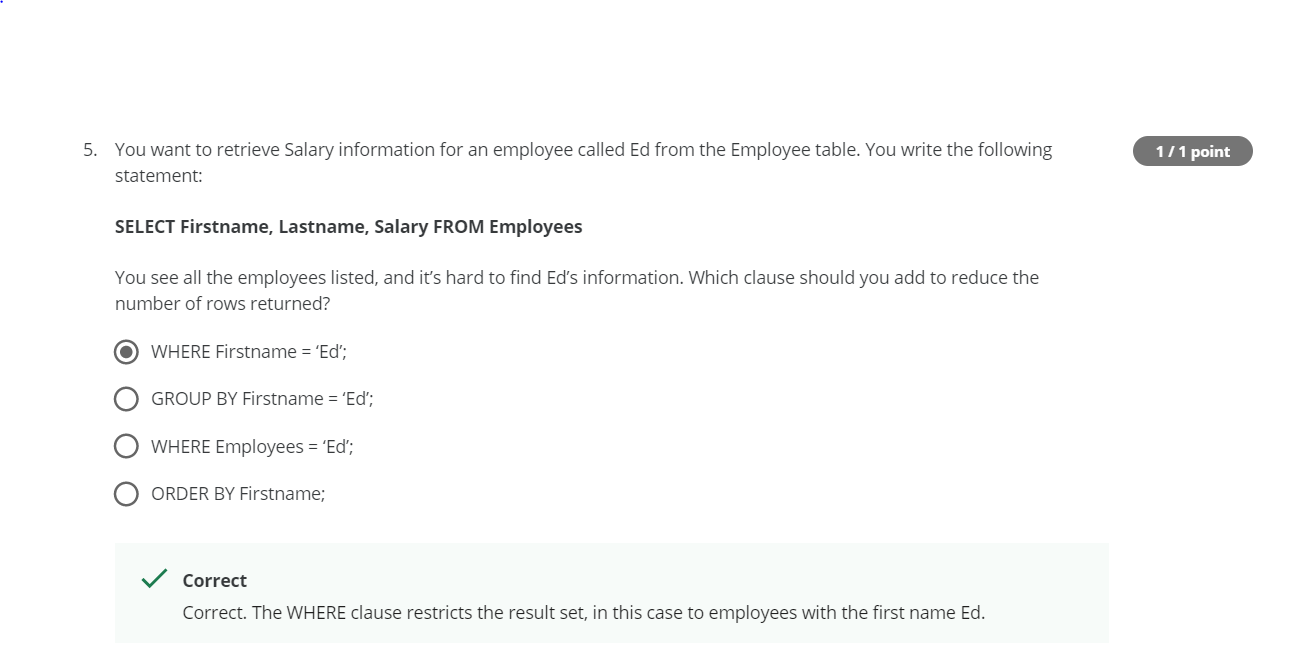 5. You want to retrieve Salary information for an employee called Ed from the Employee table. You write the following
statement:
1 / 1 point
SELECT Firstname, Lastname, Salary FROM Employees
You see all the employees listed, and it’s hard to find Ed’s information. Which clause should you add to reduce the
number of rows returned?
WHERE Firstname = ‘Ed’;
GROUP BY Firstname = ‘Ed’;
WHERE Employees = ‘Ed’;
ORDER BY Firstname;
Correct
Correct. The WHERE clause restricts the result set, in this case to employees with the first name Ed.